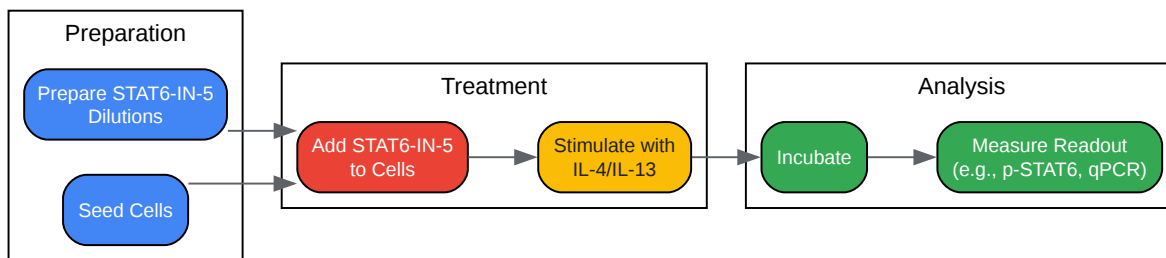 Preparation
Prepare STAT6-IN-5
Dilutions
Seed Cells
Treatment
Add STAT6-IN-5
to Cells
Stimulate with
IL-4/IL-13
Analysis
Incubate
Measure Readout
(e.g., p-STAT6, qPCR)